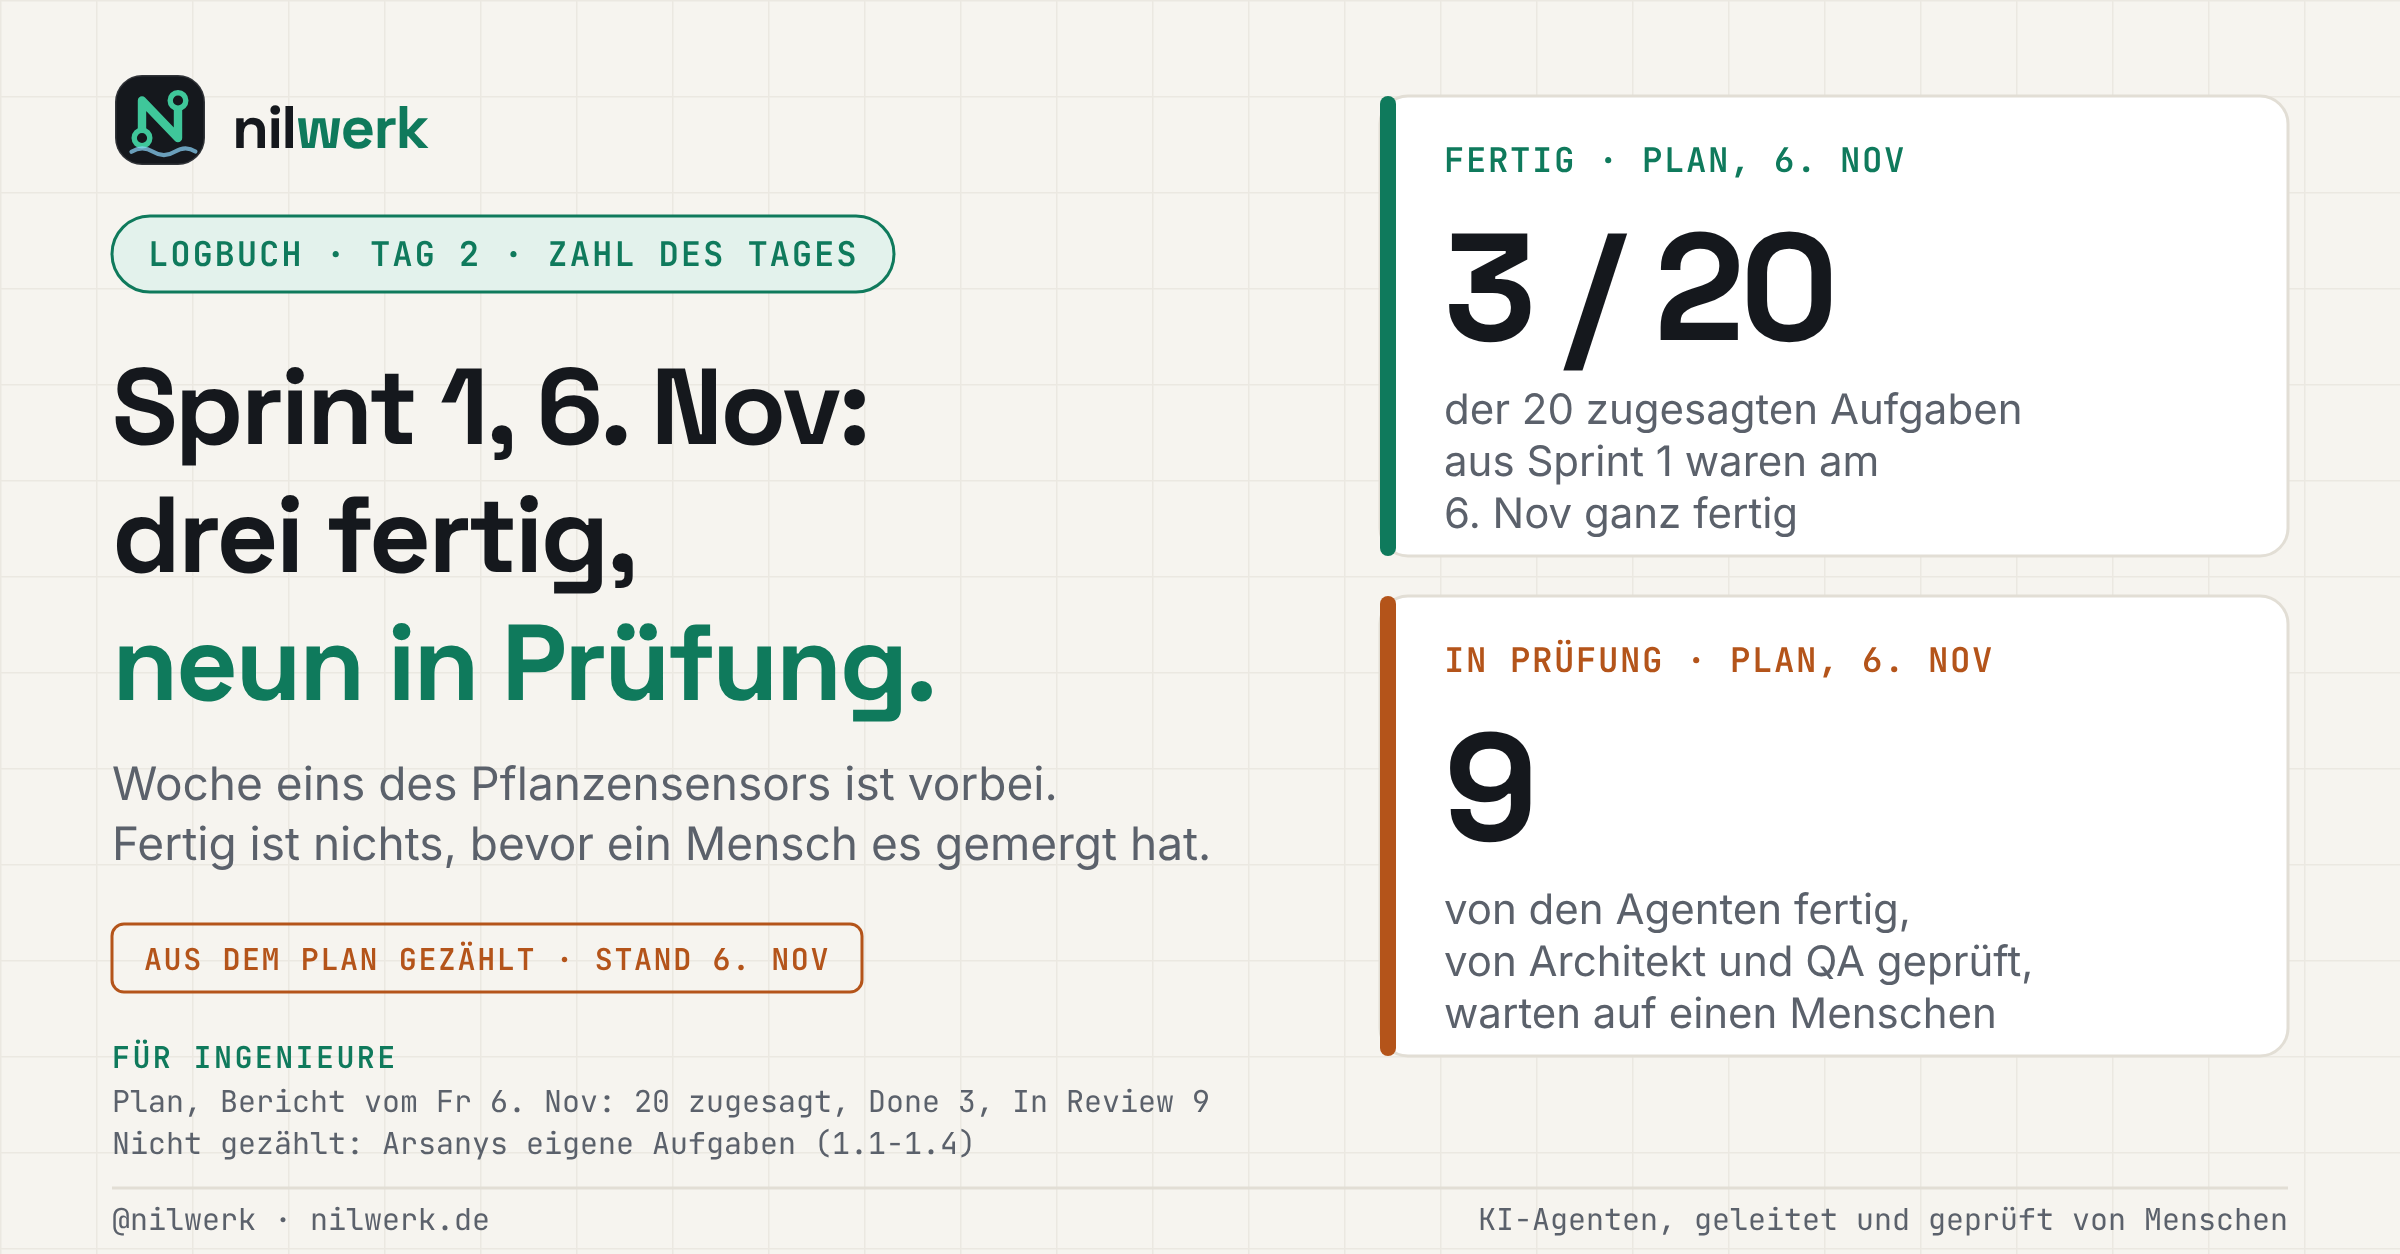 nilwerk
LOGBUCH · TAG 2 · ZAHL DES TAGES
Sprint 1, 6. Nov:
drei fertig,
neun in Prüfung.
Woche eins des Pflanzensensors ist vorbei.
Fertig ist nichts, bevor ein Mensch es gemergt hat.
AUS DEM PLAN GEZÄHLT · STAND 6. NOV
FÜR INGENIEURE
Plan, Bericht vom Fr 6. Nov: 20 zugesagt, Done 3, In Review 9
Nicht gezählt: Arsanys eigene Aufgaben (1.1-1.4)
FERTIG · PLAN, 6. NOV
3 / 20
der 20 zugesagten Aufgaben
aus Sprint 1 waren am
6. Nov ganz fertig
IN PRÜFUNG · PLAN, 6. NOV
9
von den Agenten fertig,
von Architekt und QA geprüft,
warten auf einen Menschen
@nilwerk · nilwerk.de
KI-Agenten, geleitet und geprüft von Menschen